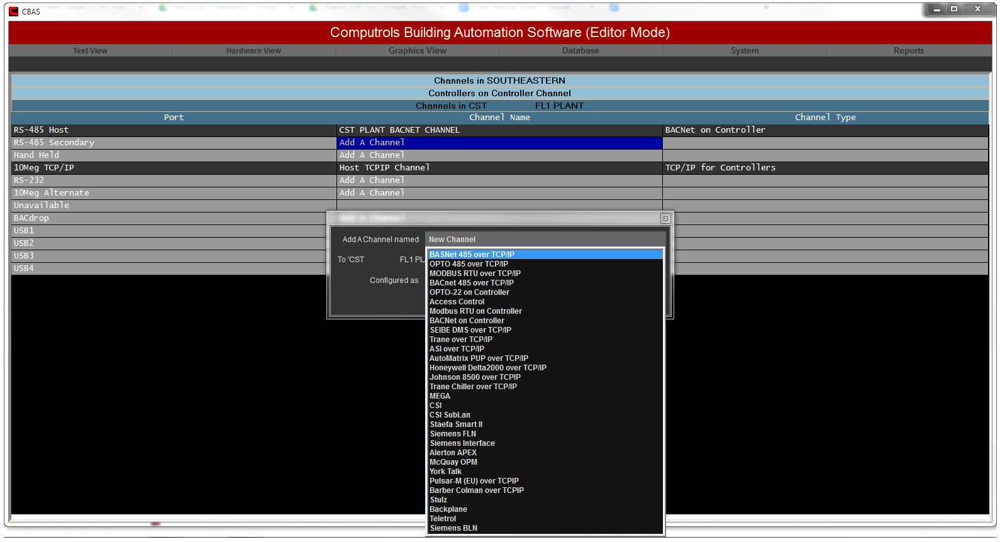 CBAS
Computrols Building Automation Software (Editor Mode)
Text View Hardware View Graphics View Database System Reports
Channels in SOUTHEASTERN
Controllers on Controller Channel
Channels in CST FL1 PLANT
Port Channel Name Channel Type
RS-485 Host CST PLANT BACNET CHANNEL BACNet on Controller
RS-485 Secondary Add A Channel
Hand Held Add A Channel
10Meg TCP/IP Host TCPIP Channel TCP/IP for Controllers
RS-232 Add A Channel
10Meg Alternate Add A Channel
Unavailable
BACdrop
USB1
USB2
USB3
USB4
Add A Channel named New Channel
To 'CST FL1 PL
Configured as
BASNet 485 over TCP/IP
OPTO 485 over TCP/IP
MODBUS RTU over TCP/IP
BACnet 485 over TCP/IP
OPTO-22 on Controller
Access Control
Modbus RTU on Controller
BACNet on Controller
SEIBE DMS over TCP/IP
Trane over TCP/IP
ASI over TCP/IP
AutoMatrix PUP over TCP/IP
Honeywell Delta2000 over TCP/IP
Johnson 8500 over TCPIP
Trane Chiller over TCP/IP
MEGA
CSI
CSI SubLan
Staefa Smart II
Siemens FLN
Siemens Interface
Alerton APEX
McQuay OPM
York Talk
Pulsar-M (EU) over TCPIP
Barber Colman over TCPIP
Stulz
Backplane
Teletrol
Siemens BLN